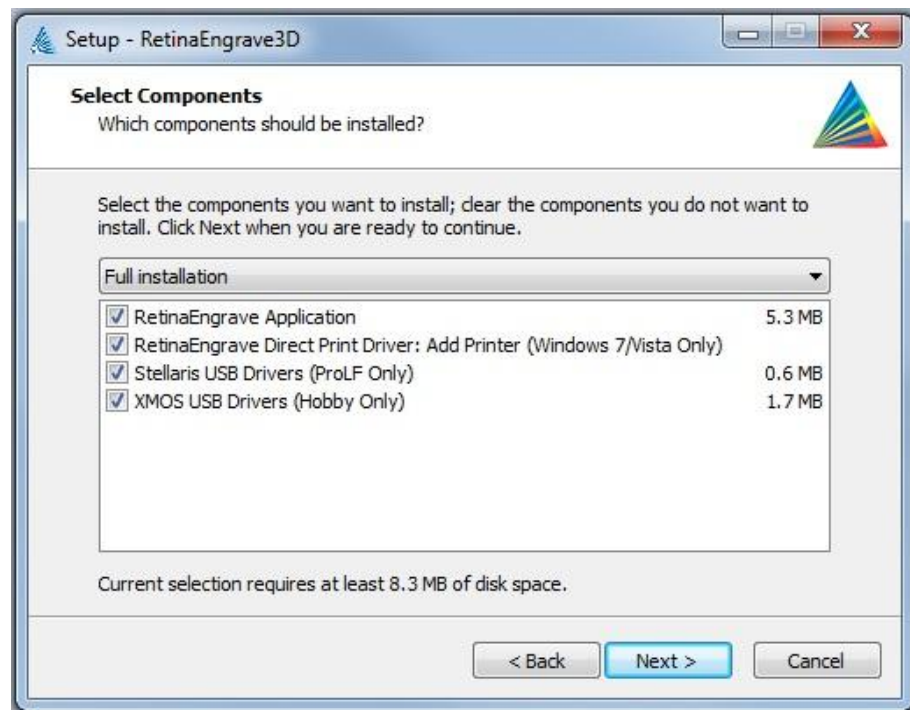 Setup - RetinaEngrave3D
Select Components
Which components should be installed?
Select the components you want to install; clear the components you do not want to
install. Click Next when you are ready to continue.
Full installation
RetinaEngrave Application 5.3 MB
RetinaEngrave Direct Print Driver: Add Printer (Windows 7/Vista Only)
Stellaris USB Drivers (ProLF Only) 0.6 MB
XMOS USB Drivers (Hobby Only) 1.7 MB
Current selection requires at least 8.3 MB of disk space.
< Back Next > Cancel